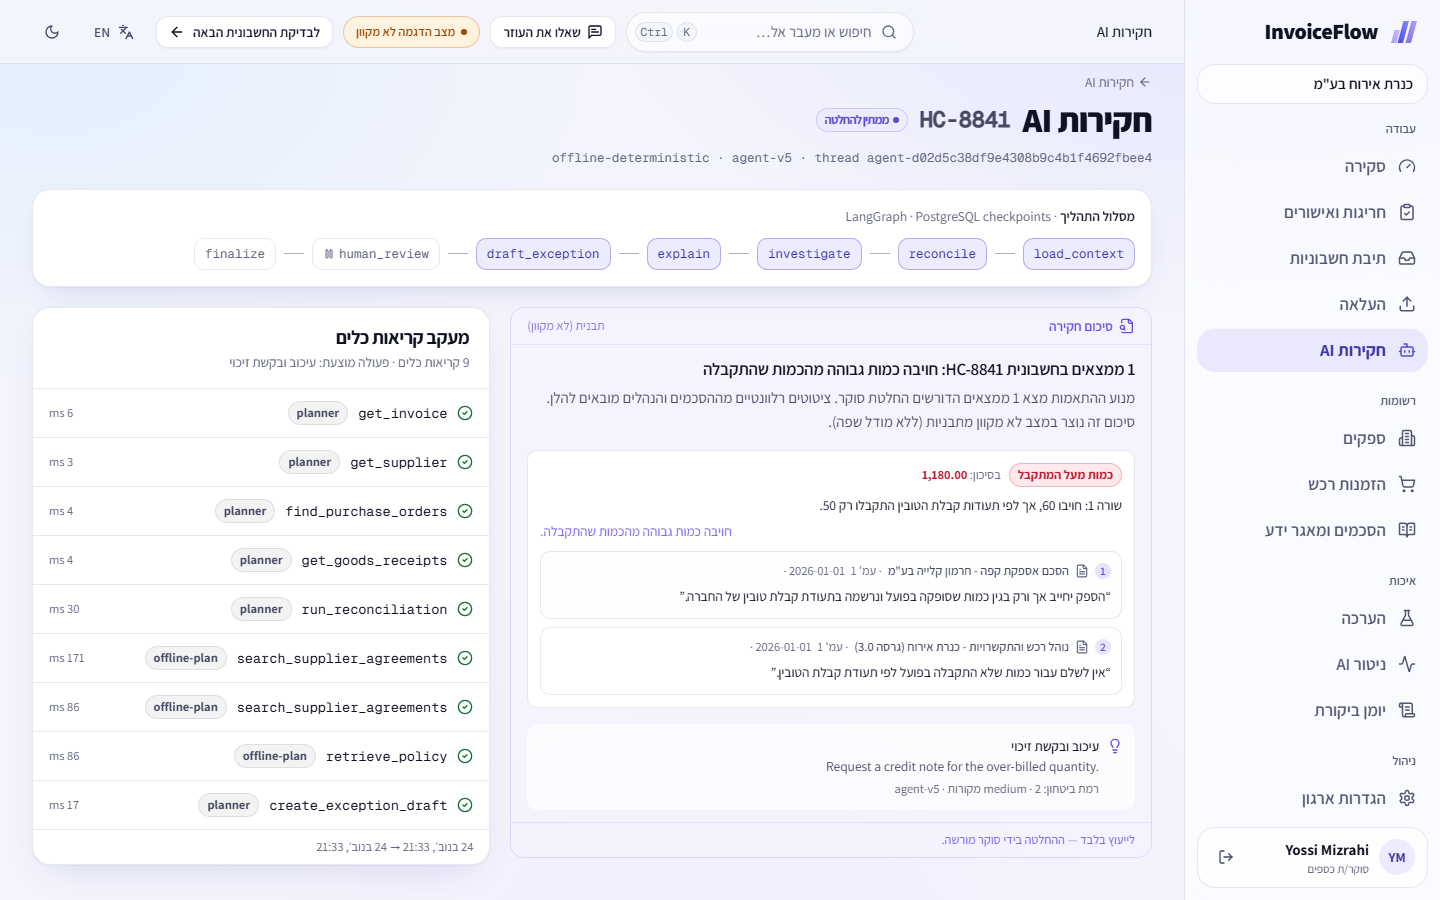 InvoiceFlow
כנרת אירוח בע"מ
עבודה
סקירה
חריגות ואישורים
תיבת חשבוניות
העלאה
חקירות AI
רשומות
ספקים
הזמנות רכש
הסכמים ומאגר ידע
איכות
הערכה
ניטור AI
יומן ביקורת
ניהול
הגדרות ארגון
YM
Yossi Mizrahi
סוקר/ת כספים
חקירות AI
חיפוש או מעבר אל...
Ctrl K
שאלו את העוזר
מצב הדגמה לא מקוון
לבדיקת החשבונית הבאה
EN
חקירות AI
חקירות AI HC-8841 ממתין להחלטה
offline-deterministic · agent-v5 · thread agent-d02d5c38df9e4308b9c4b1f4692fbee4
מסלול התהליך · LangGraph · PostgreSQL checkpoints
load_context
reconcile
investigate
explain
draft_exception
human_review
finalize
סיכום חקירה
תבנית (לא מקוון)
1 ממצאים בחשבונית HC-8841: חויבה כמות גבוהה מהכמות שהתקבלה
מנוע ההתאמות מצא 1 ממצאים הדורשים החלטת סוקר. ציטוטים רלוונטיים מההסכמים והנהלים מובאים להלן.
סיכום זה נוצר במצב לא מקוון מתבניות (ללא מודל שפה).
כמות מעל המתקבל בסיכון: 1,180.00
שורה 1: חויבו 60, אך לפי תעודות קבלת הטובין התקבלו רק 50.
חויבה כמות גבוהה מהכמות שהתקבלה.
1 הסכם אספקת קפה - חרמון קלייה בע"מ · עמ' 1 2026-01-01 ·
“הספק יחייב אך ורק בגין כמות שסופקה בפועל ונרשמה בתעודת קבלת טובין של החברה.”
2 נוהל רכש והתקשרויות - כנרת אירוח (גרסה 3.0) · עמ' 1 2026-01-01 ·
“אין לשלם עבור כמות שלא התקבלה בפועל לפי תעודת קבלת הטובין.”
עיכוב ובקשת זיכוי
Request a credit note for the over-billed quantity.
רמת ביטחון: medium · 2 מקורות · agent-v5
לייעוץ בלבד — ההחלטה בידי סוקר מורשה.
מעקב קריאות כלים
9 קריאות כלים · פעולה מוצעת: עיכוב ובקשת זיכוי
get_invoice planner 6 ms
get_supplier planner 3 ms
find_purchase_orders planner 4 ms
get_goods_receipts planner 4 ms
run_reconciliation planner 30 ms
search_supplier_agreements offline-plan 171 ms
search_supplier_agreements offline-plan 86 ms
retrieve_policy offline-plan 86 ms
create_exception_draft planner 17 ms
24 בנוב׳, 21:33 → 24 בנוב׳, 21:33